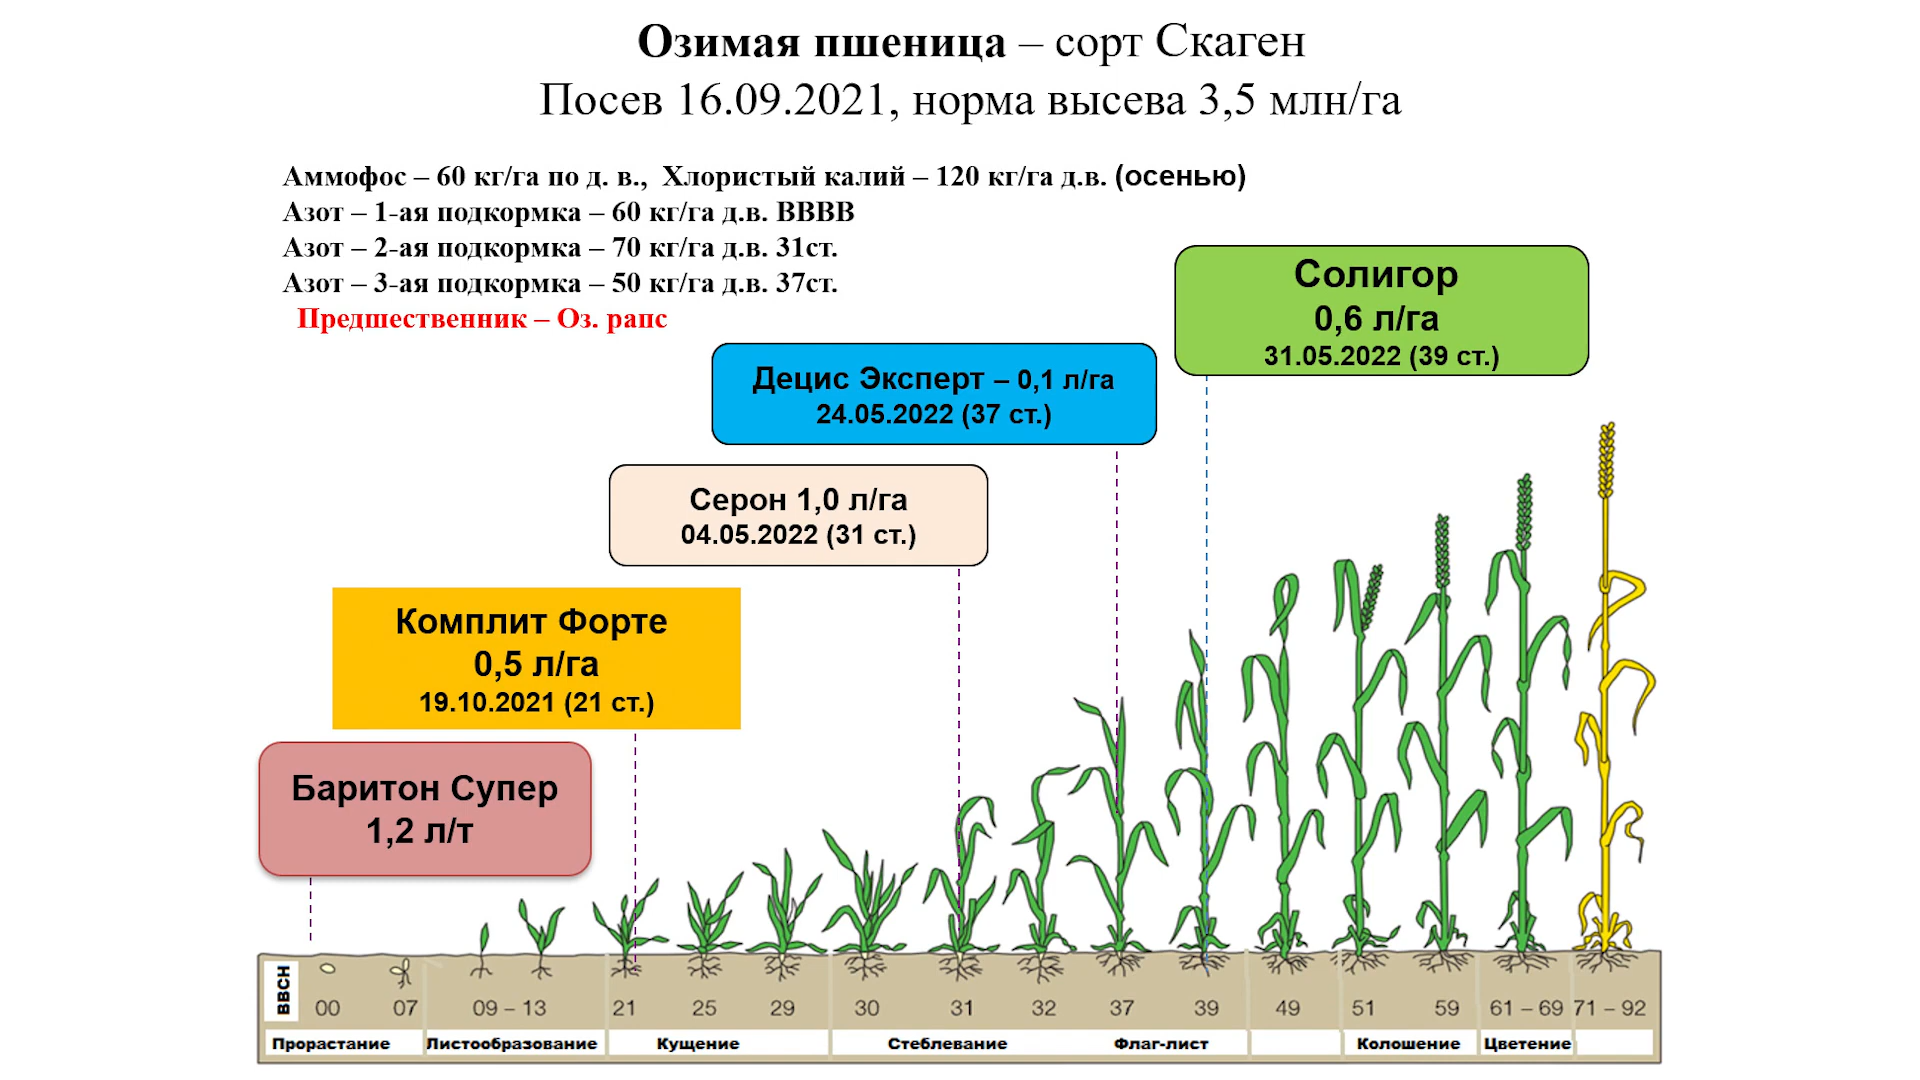 Озимая пшеница – сорт Скаген
Посев 16.09.2021, норма высева 3,5 млн/га
Аммофос – 60 кг/га по д. в., Хлористый калий – 120 кг/га д.в. (осенью)
Азот – 1-ая подкормка – 60 кг/га д.в. ВВВВ
Азот – 2-ая подкормка – 70 кг/га д.в. 31ст.
Азот – 3-ая подкормка – 50 кг/га д.в. 37ст.
Предшественник – Оз. рапс
Солигор
0,6 л/га
31.05.2022 (39 ст.)
Децис Эксперт – 0,1 л/га
24.05.2022 (37 ст.)
Серон 1,0 л/га
04.05.2022 (31 ст.)
Комплит Форте
0,5 л/га
19.10.2021 (21 ст.)
Баритон Супер
1,2 л/т
ВВСН
00 07 09 – 13 21 25 29 30 31 32 37 39 49 51 59 61 – 69 71 – 92
Прорастание Листообразование Кущение Стеблевание Флаг-лист Колошение Цветение